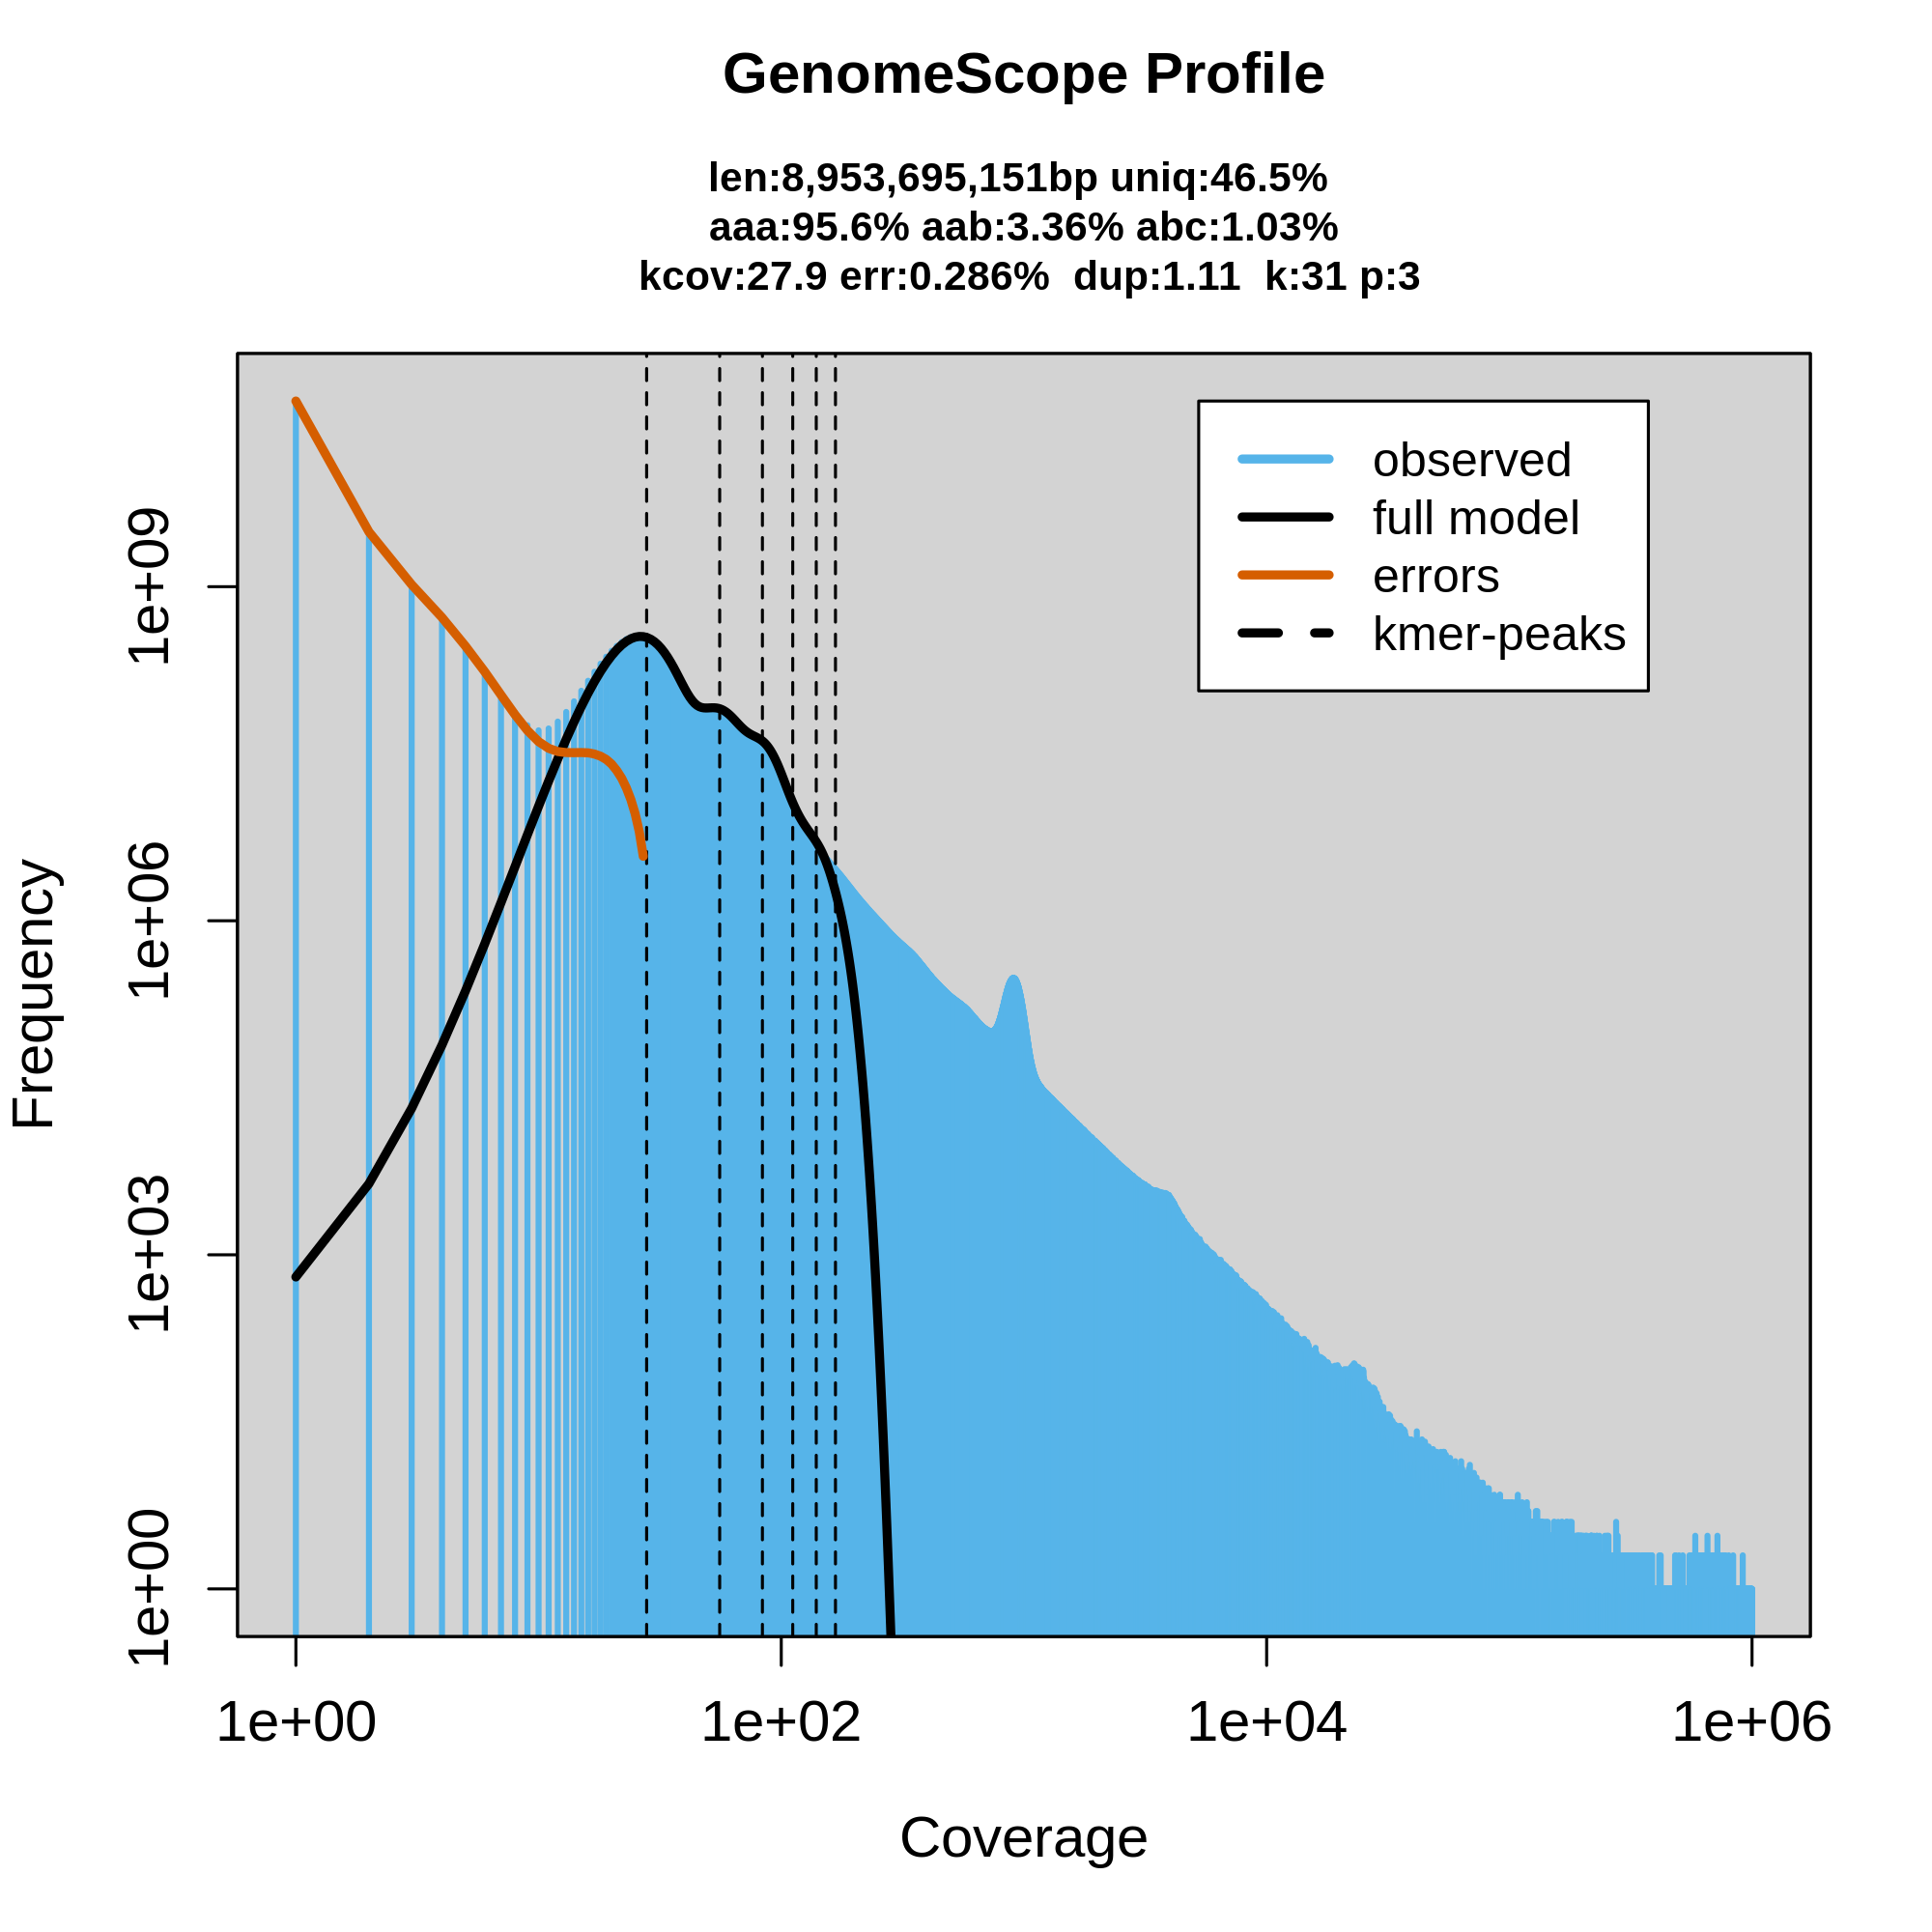 GenomeScope Profile
len:8,953,695,151bp uniq:46.5%
aaa:95.6% aab:3.36% abc:1.03%
kcov:27.9 err:0.286% dup:1.11 k:31 p:3
observed
full model
errors
kmer-peaks
Frequency
1e+09
1e+06
1e+03
1e+00
1e+00 1e+02 1e+04 1e+06
Coverage